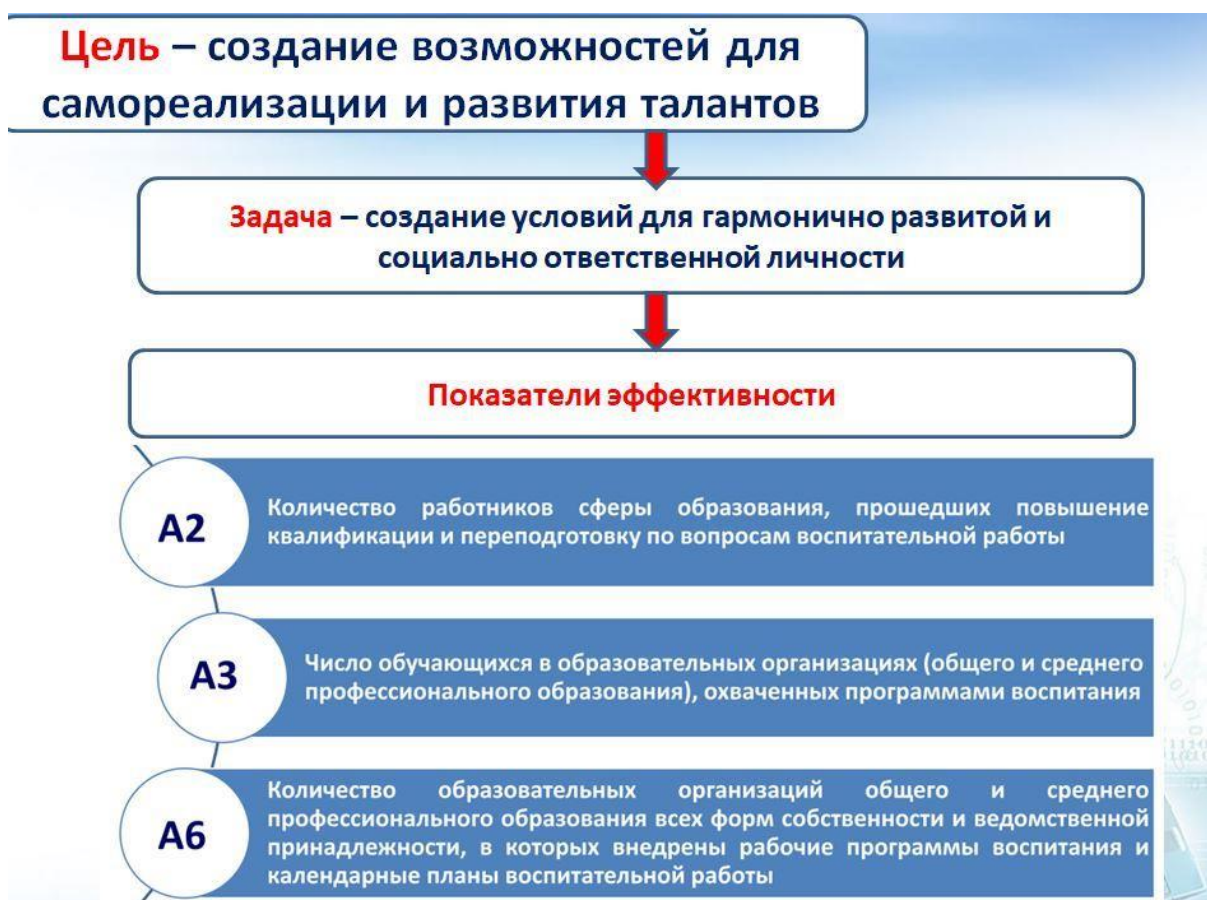 Цель – создание возможностей для
самореализации и развития талантов
Задача – создание условий для гармонично развитой и
социально ответственной личности
Показатели эффективности
А2
Количество работников сферы образования, прошедших повышение
квалификации и переподготовку по вопросам воспитательной работы
А3
Число обучающихся в образовательных организациях (общего и среднего
профессионального образования), охваченных программами воспитания
А6
Количество образовательных организаций общего и среднего
профессионального образования всех форм собственности и ведомственной
принадлежности, в которых внедрены рабочие программы воспитания и
календарные планы воспитательной работы